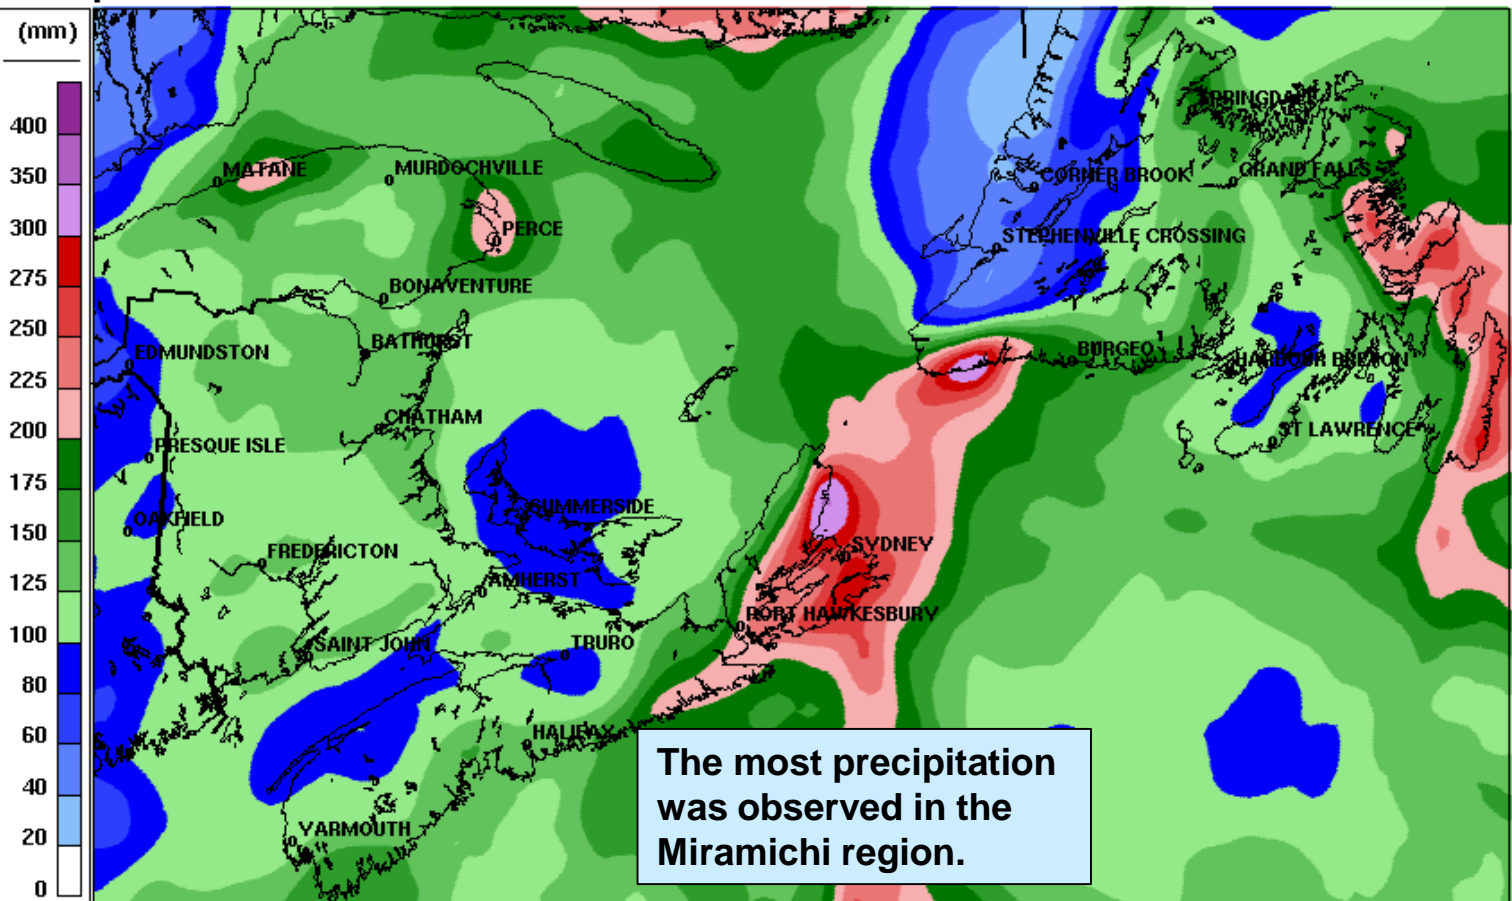 (mm)
400
350
300
275
250
225
200
175
150
125
100
80
60
40
20
0
SPRINGDALE
MATANE
MURDOCHVILLE
CORNER BROOK
GRAND FALLS
PERCE
STEPHENVILLE CROSSING
BONAVENTURE
BATHURST
BURGEO
EDMUNDSTON
HARBOUR BRETON
CHATHAM
ST LAWRENCE
PRESQUE ISLE
SUMMERSIDE
OAKFIELD
SYDNEY
FREDERICTON
AMHERST
PORT HAWKESBURY
SAINT JOHN
TRURO
HALIFAX
YARMOUTH
The most precipitation
was observed in the
Miramichi region.